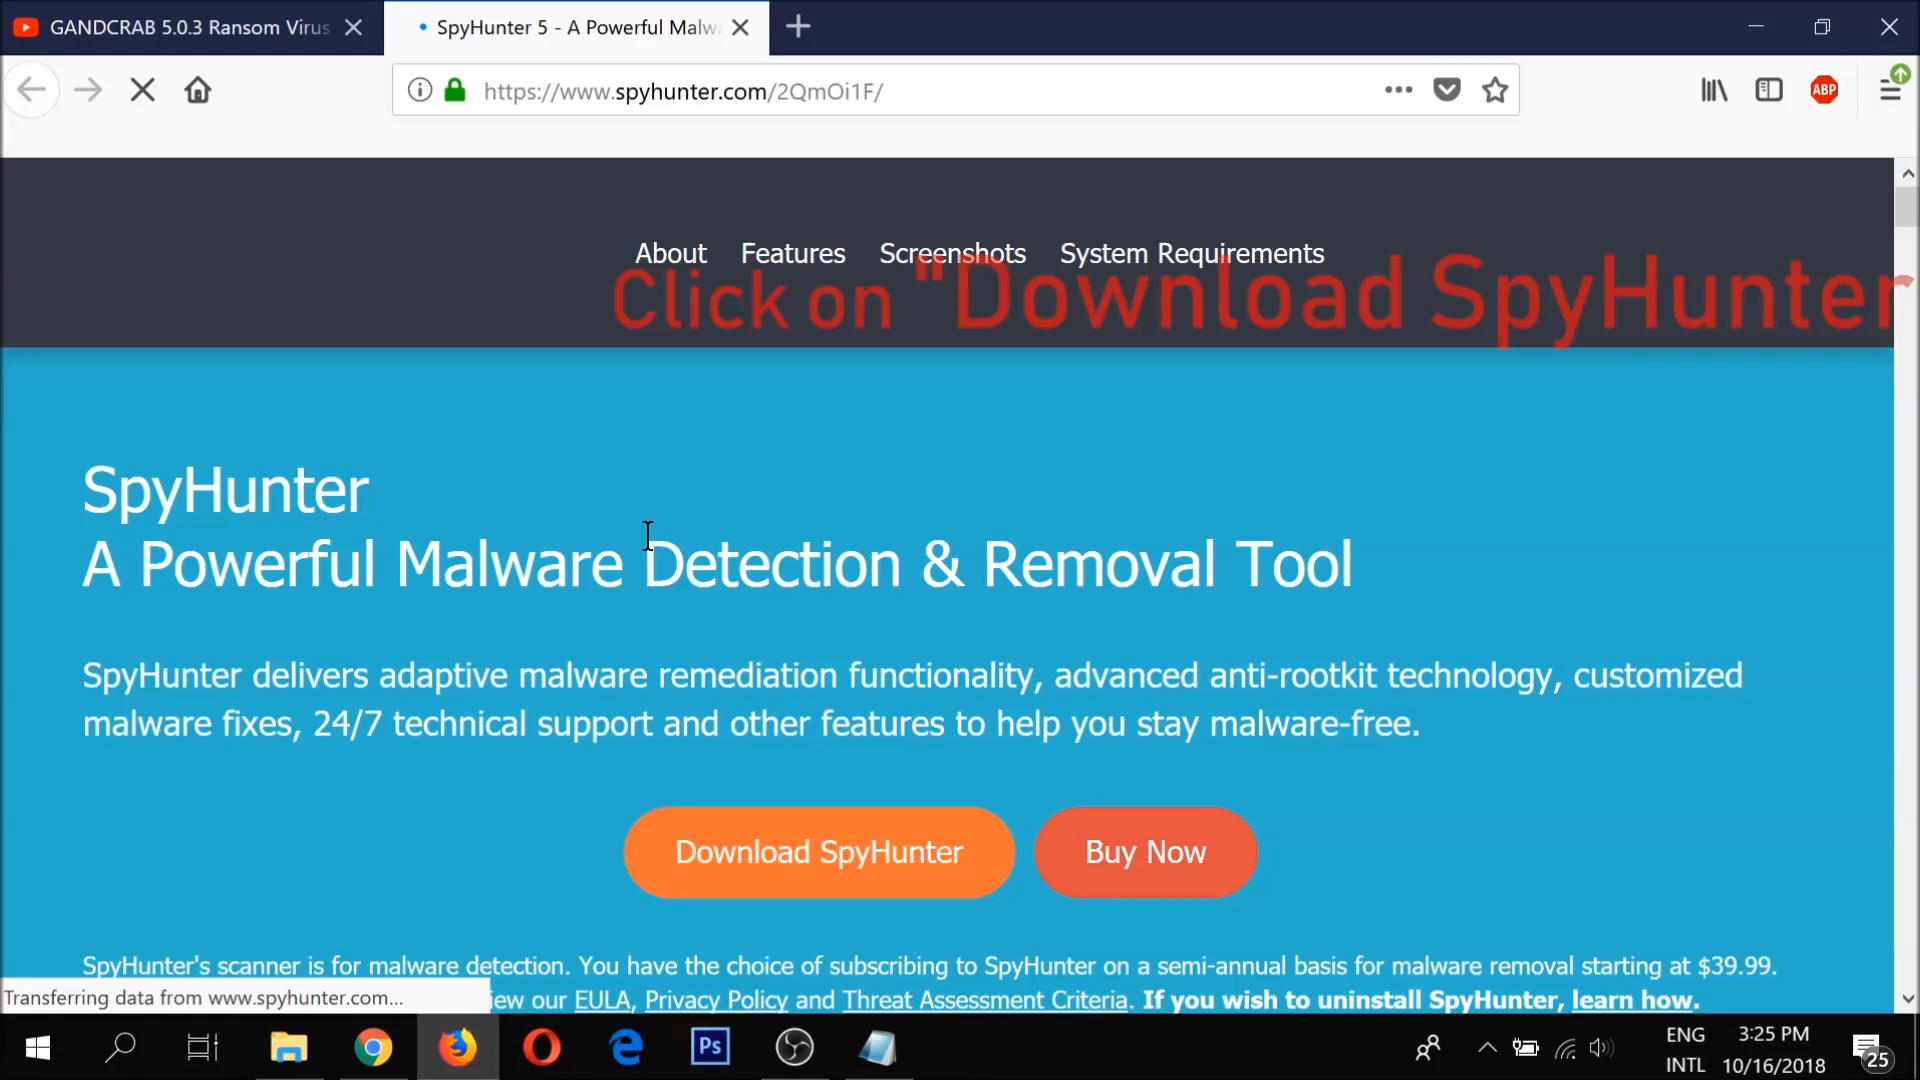 GANDCRAB 5.0.3 Ransom Virus
SpyHunter 5 - A Powerful Malwa
https://www.spyhunter.com/2QmOi1F/
ABP
About Features Screenshots System Requirements
Click on "Download SpyHunter
SpyHunter
A Powerful Malware Detection & Removal Tool
SpyHunter delivers adaptive malware remediation functionality, advanced anti-rootkit technology, customized
malware fixes, 24/7 technical support and other features to help you stay malware-free.
Download SpyHunter
Buy Now
SpyHunter's scanner is for malware detection. You have the choice of subscribing to SpyHunter on a semi-annual basis for malware removal starting at $39.99.
Transferring data from www.spyhunter.com...
iew our EULA, Privacy Policy and Threat Assessment Criteria. If you wish to uninstall SpyHunter, learn how.
Ps
ENG
INTL
3:25 PM
10/16/2018
25